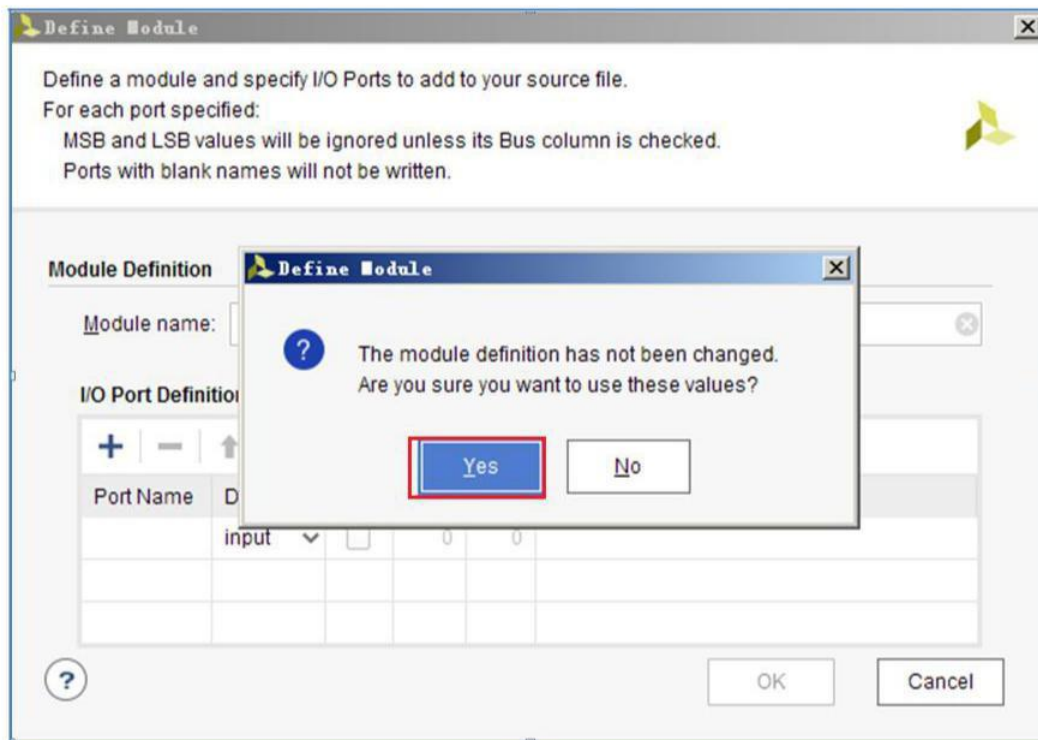 Define Module
Define a module and specify I/O Ports to add to your source file.
For each port specified:
MSB and LSB values will be ignored unless its Bus column is checked.
Ports with blank names will not be written.
Module Definition
Define Module
Module name:
?
The module definition has not been changed.
Are you sure you want to use these values?
I/O Port Definition
Yes No
Port Name D
input 0 0
? OK Cancel